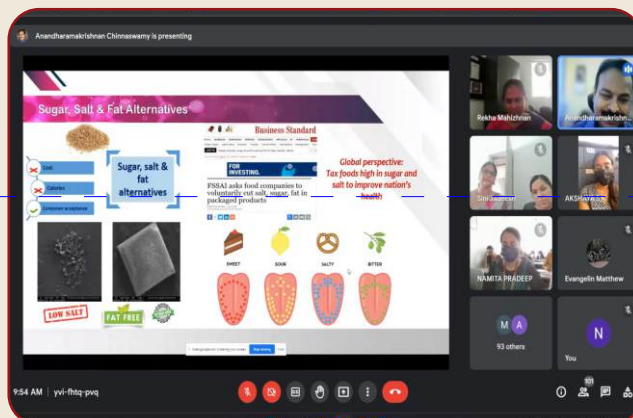 Anandharamakrishnan Chinnaswamy is presenting
Sugar, Salt & Fat Alternatives
Cost
Calories
Consumer acceptance
Sugar, salt &
fat
alternatives
LOW SALT
FAT FREE
Business Standard
FOR
INVESTING.
FSSAI asks food companies to
voluntarily cut salt, sugar, fat in
packaged products
Global perspective:
Tax foods high in sugar and
salt to improve nation's
health
SWEET
SOUR
SALTY
BITTER
Rekha Mahizhnan
Anandharamakrishn...
NAMITA PRADEEP
Evangelin Matthew
M
A
93 others
N
You
9:54 AM | yvi-fhtq-pvq
101